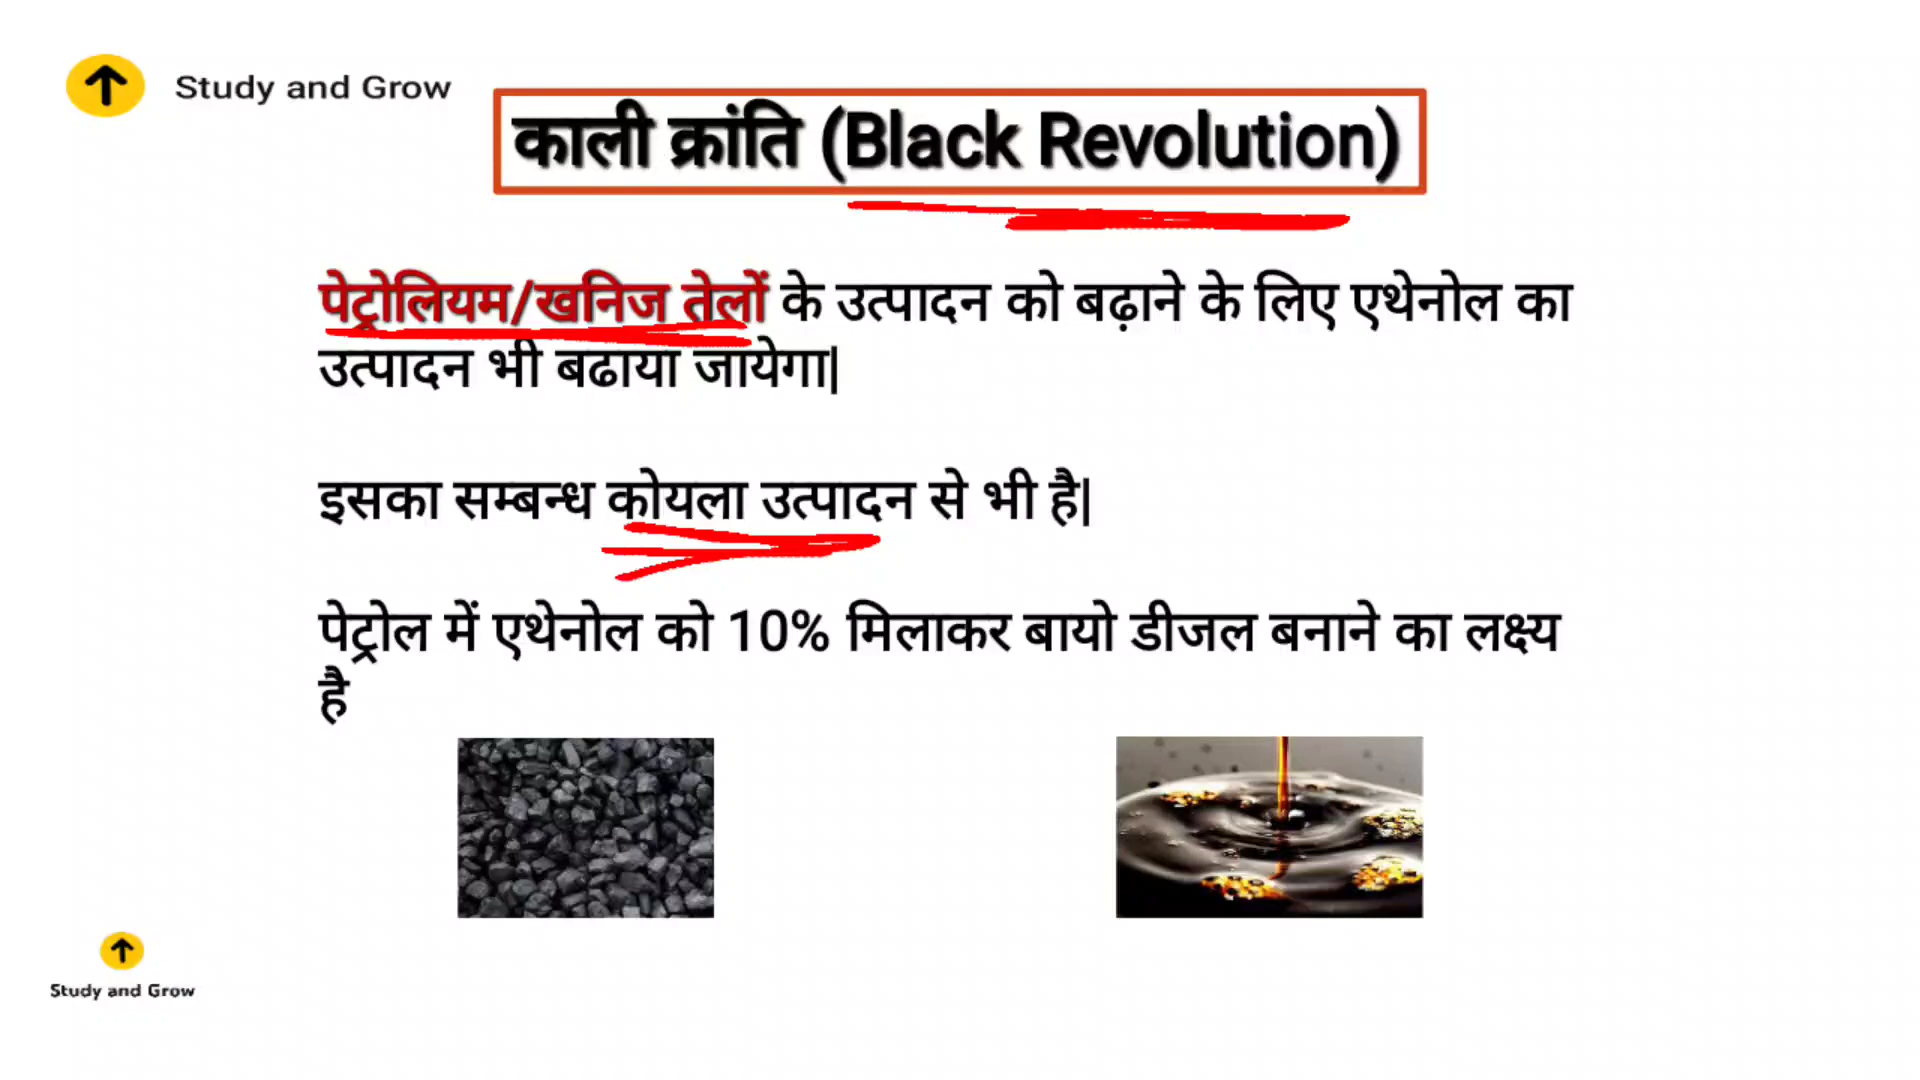 Study and Grow
काली क्रांति (Black Revolution)
पेट्रोलियम/खनिज तेलों के उत्पादन को बढ़ाने के लिए एथेनोल का
उत्पादन भी बढाया जायेगा|
इसका सम्बन्ध कोयला उत्पादन से भी है|
पेट्रोल में एथेनोल को 10% मिलाकर बायो डीजल बनाने का लक्ष्य
है
Study and Grow